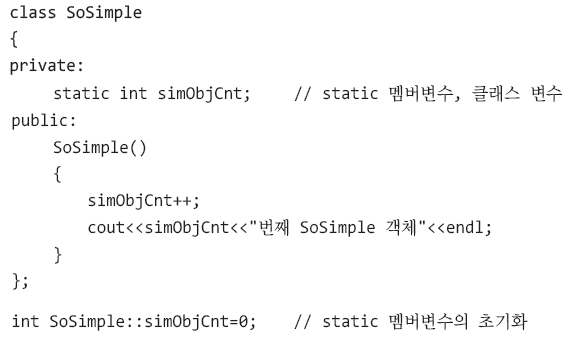 class SoSimple
{
private:
    static int simObjCnt;    // static 멤버변수, 클래스 변수
public:
    SoSimple()
    {
        simObjCnt++;
        cout<<simObjCnt<<"번째 SoSimple 객체"<<endl;
    }
};
int SoSimple::simObjCnt=0;    // static 멤버변수의 초기화